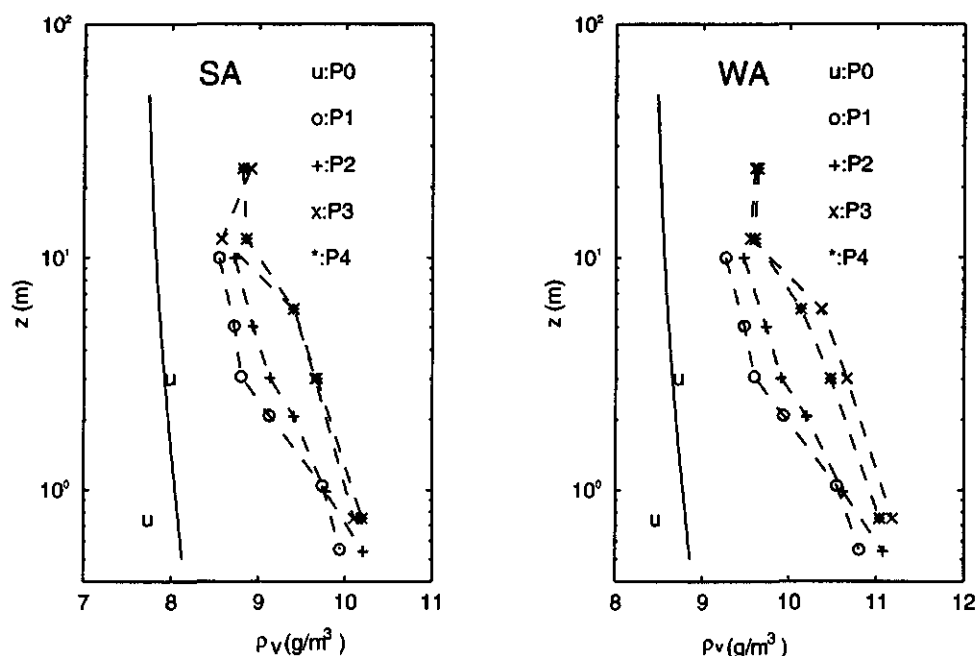 SA
u:P0
o:P1
+:P2
x:P3
*:P4
10²
10¹
10⁰
z (m)
u
u
7 8 9 10 11
ρv(g/m³)
WA
u:P0
o:P1
+:P2
x:P3
*:P4
10²
10¹
10⁰
z (m)
u
u
8 9 10 11 12
ρv(g/m³)